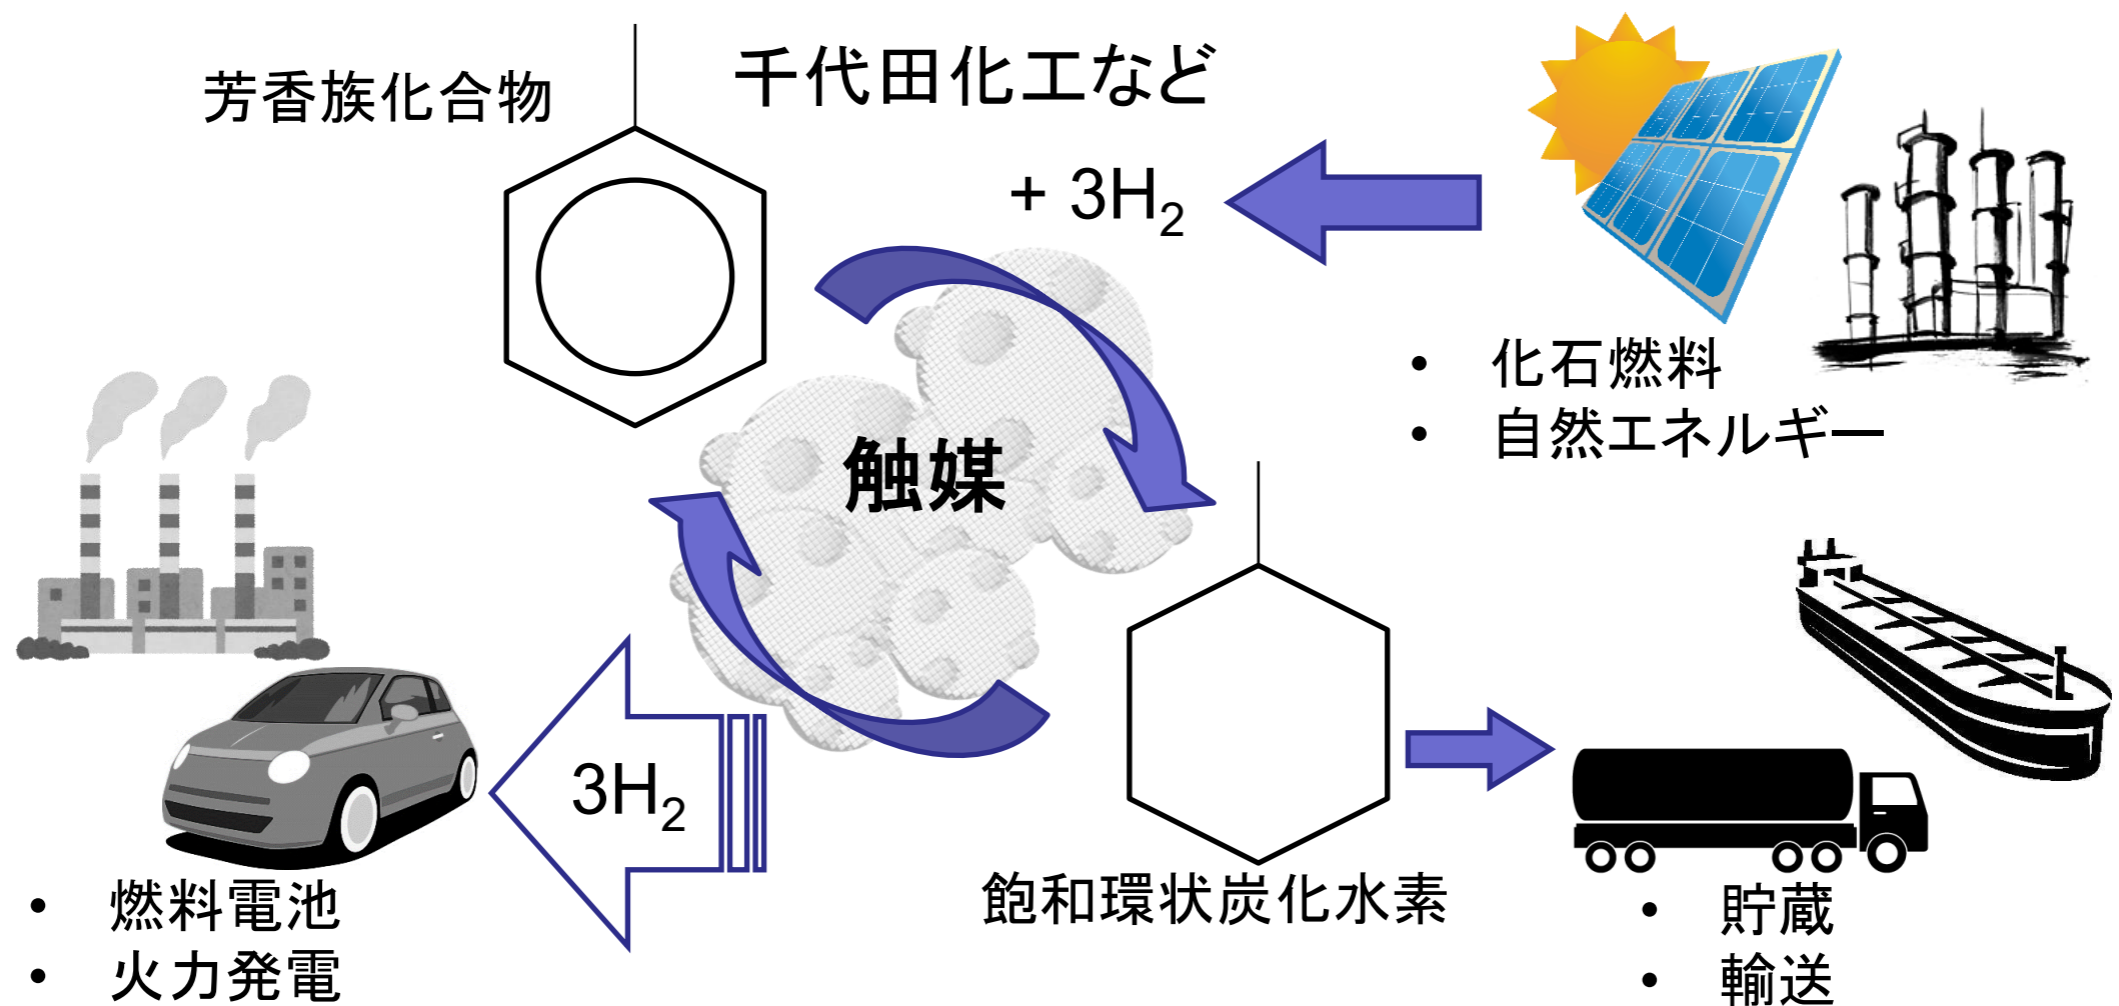 千代田化工など
芳香族化合物
+ 3H₂
• 化石燃料
• 自然エネルギー
触媒
3H₂
飽和環状炭化水素
• 燃料電池
• 火力発電
• 貯蔵
• 輸送